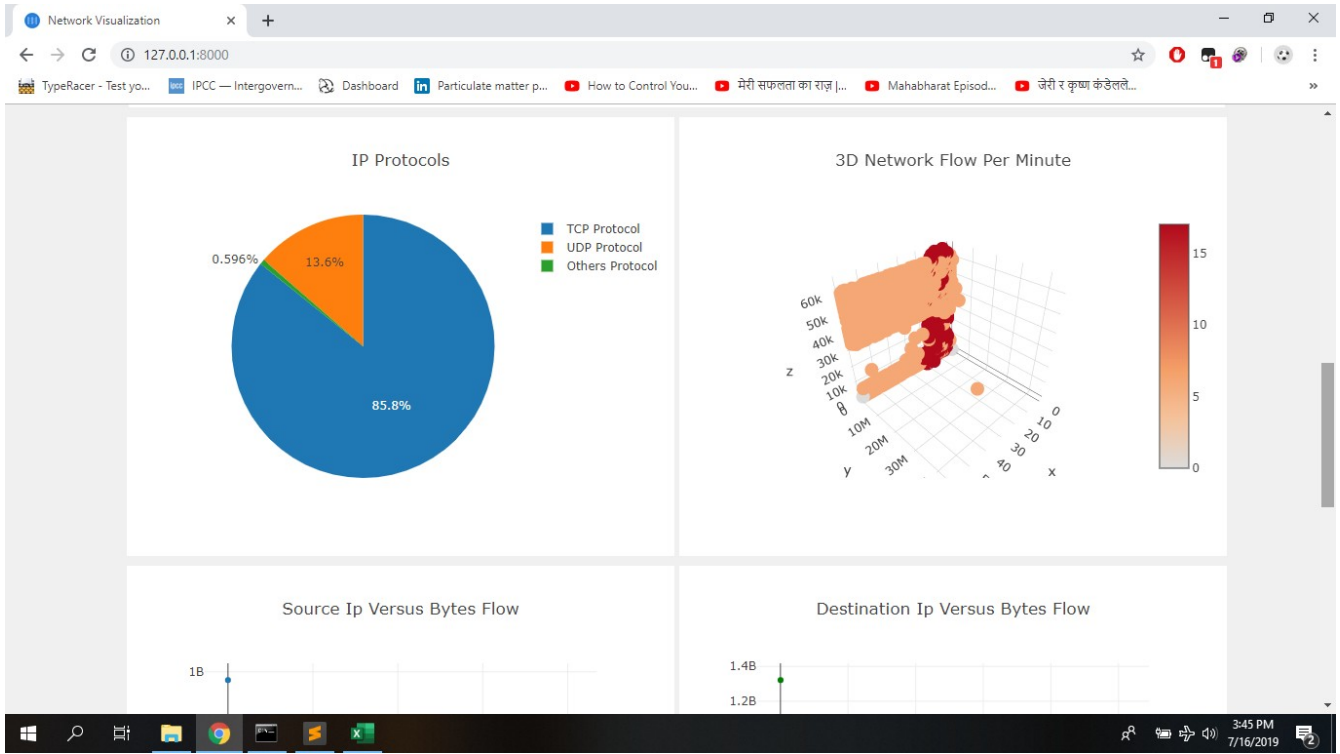 Network Visualization
127.0.0.1:8000
1
TypeRacer - Test yo... IPCC — Intergovern... Dashboard in Particulate matter p... How to Control You... मेरी सफलता का राज़ |... Mahabharat Episod... जेरी र कृष्ण कंडेलले... »
IP Protocols
TCP Protocol
UDP Protocol
Others Protocol
0.596%
13.6%
85.8%
3D Network Flow Per Minute
60k
50k
40k
30k
20k
10k
0
z
0
10M
20M
30M
y
0
10
20
30
40
x
15
10
5
0
Source Ip Versus Bytes Flow
1B
Destination Ip Versus Bytes Flow
1.4B
1.2B
3:45 PM
7/16/2019
2